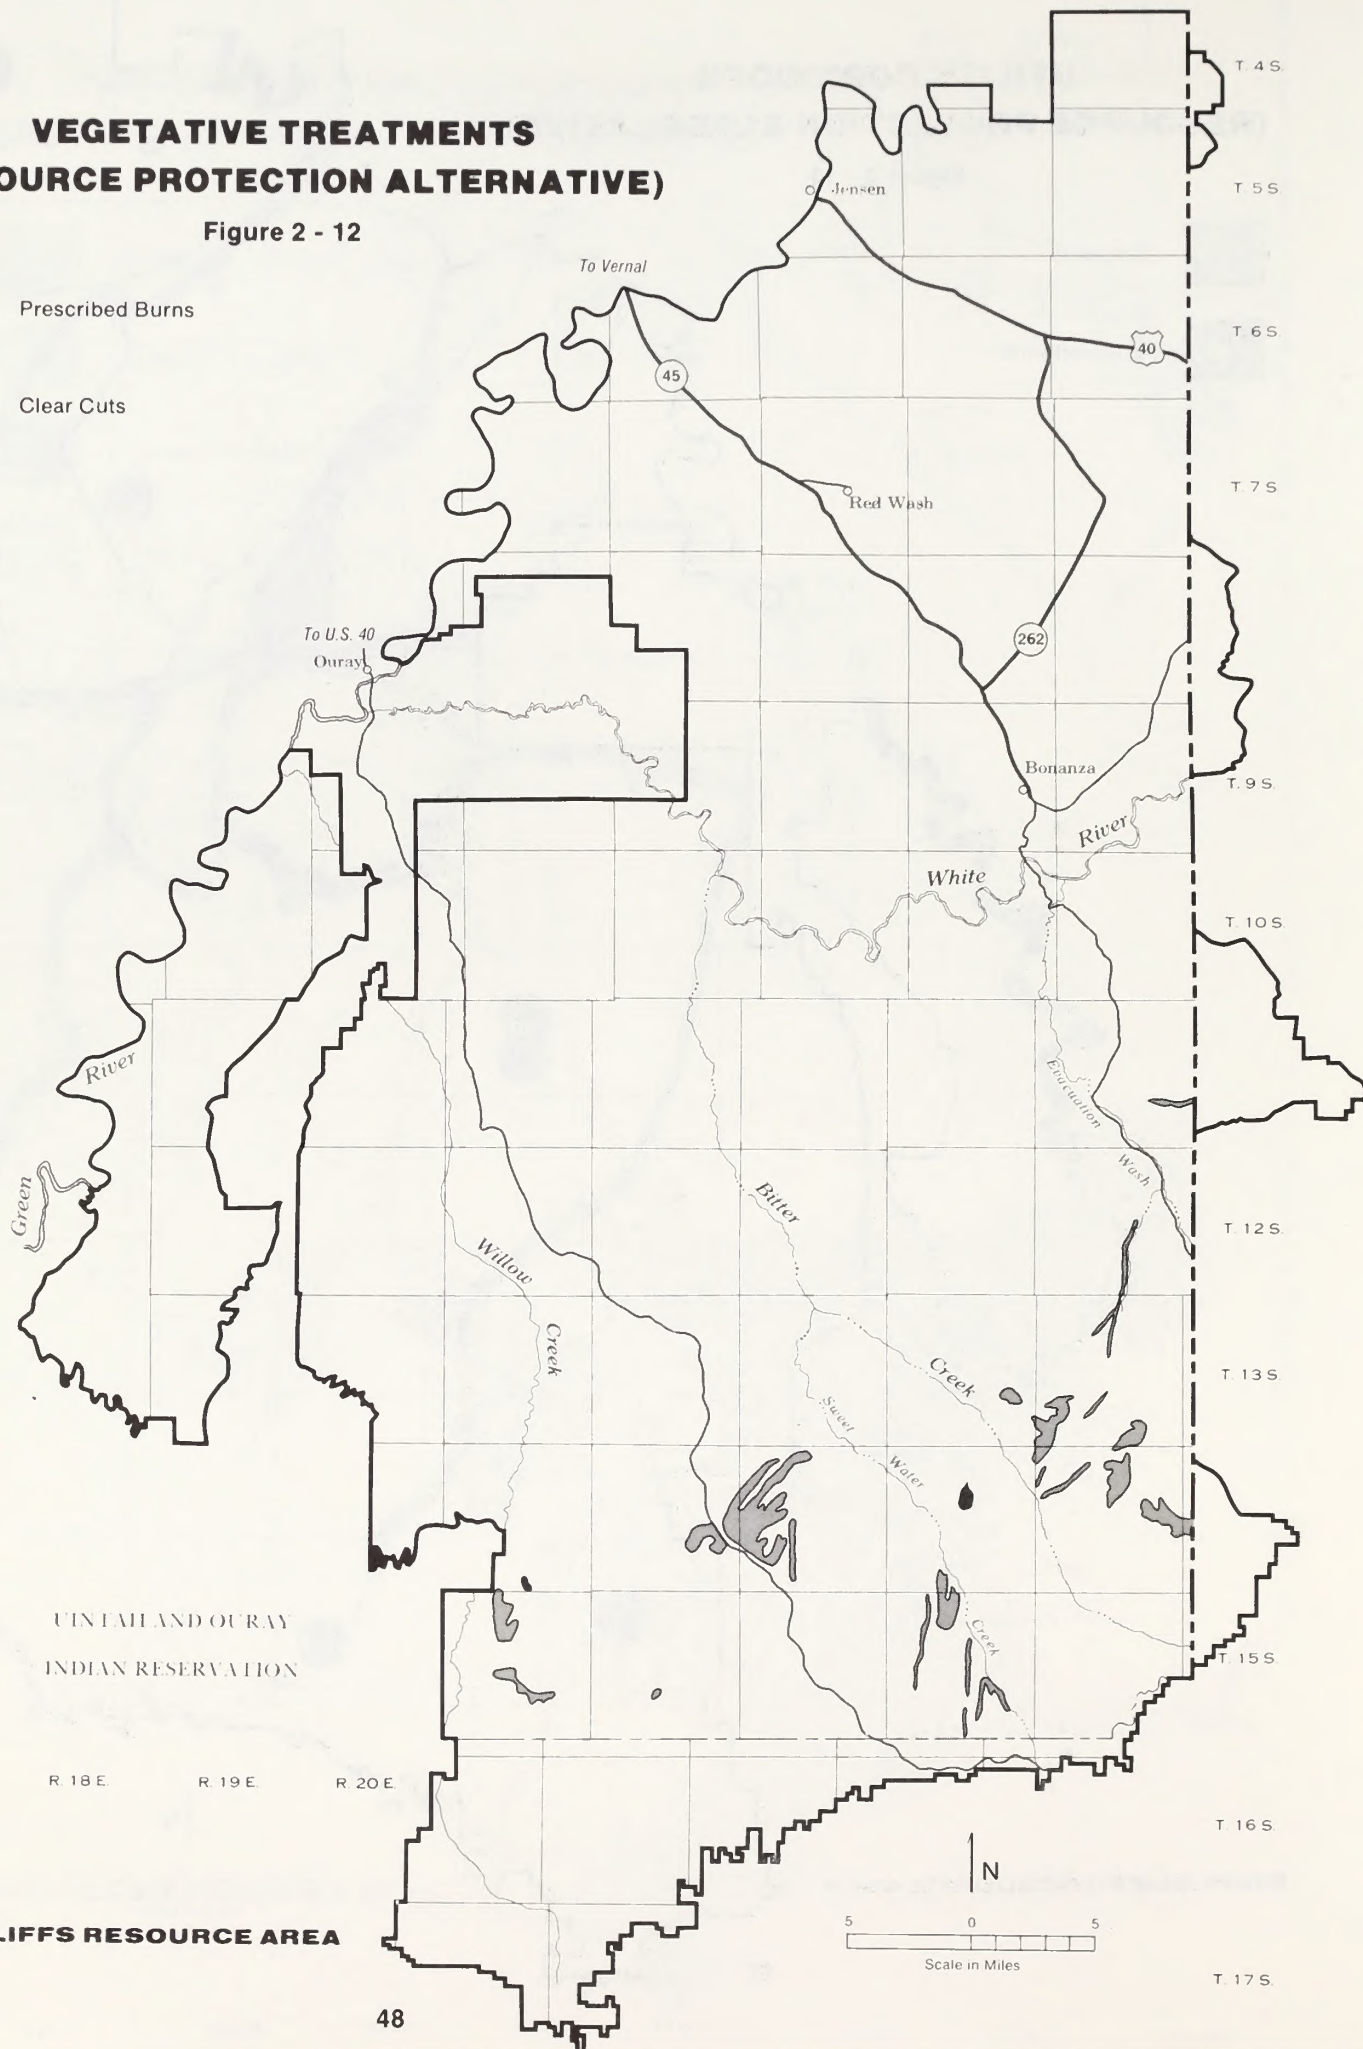 VEGETATIVE TREATMENTS
OURCE PROTECTION ALTERNATIVE)
Figure 2 - 12
Prescribed Burns
Clear Cuts
T. 4 S.
Jensen
T 5 S.
To Vernal
T. 6 S.
40
45
T. 7 S
Red Wash
To U.S. 40
Ouray
262
Bonanza
T. 9 S.
River
White
T. 10 S.
River
Evacuation
Wash
Green
Bitter
T. 12 S.
Willow
Creek
Creek
T. 13 S.
Sweet
Water
Creek
UINTAH AND OURAY
INDIAN RESERVATION
T. 15 S.
R. 18 E.
R. 19 E.
R. 20 E.
T. 16 S.
N
LIFFS RESOURCE AREA
5 0 5
Scale in Miles
T. 17 S.
48